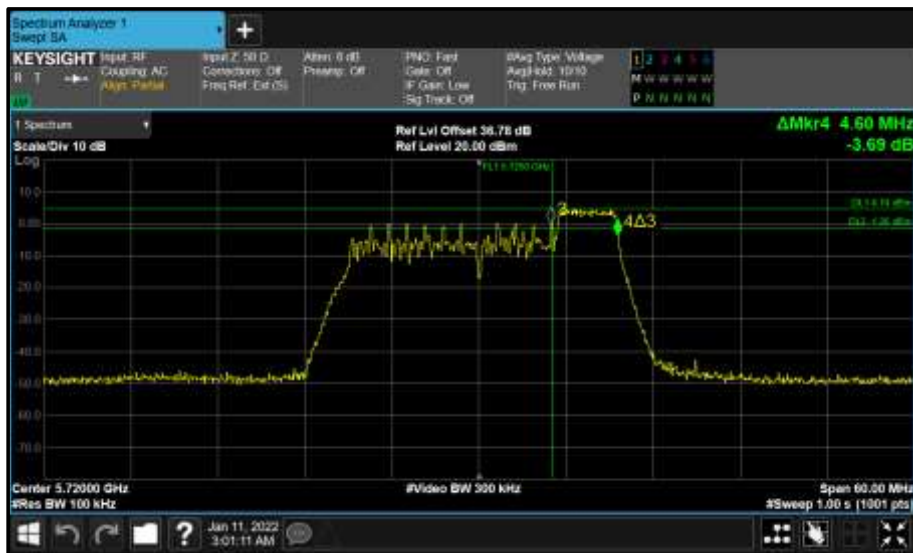 Spectrum Analyzer 1
Swept SA
+
KEYSIGHT
R T
Input: RF
Coupling: AC
Align: Partial
Input Z: 50 Ω
Corrections: Off
Freq Ref: Ext (S)
Atten: 6 dB
Preamp: Off
PNO: Fast
Gate: Off
IF Gain: Low
Sig Track: Off
#Avg Type: Voltage
Avg|Hold: 10/10
Trig: Free Run
1 2 3 4 5 6
M W W W W W
P N N N N N
1 Spectrum
Scale/Div 10 dB
Ref Lvl Offset 36.78 dB
Ref Level 20.00 dBm
ΔMkr4 4.60 MHz
-3.69 dB
Log
10.0
0.00
-10.0
-20.0
-30.0
-40.0
-50.0
-60.0
-70.0
3
4Δ3
Center 5.72000 GHz
#Res BW 100 kHz
#Video BW 300 kHz
Span 60.00 MHz
#Sweep 1.00 s (1001 pts)
?
Jan 11, 2022
3:01:11 AM